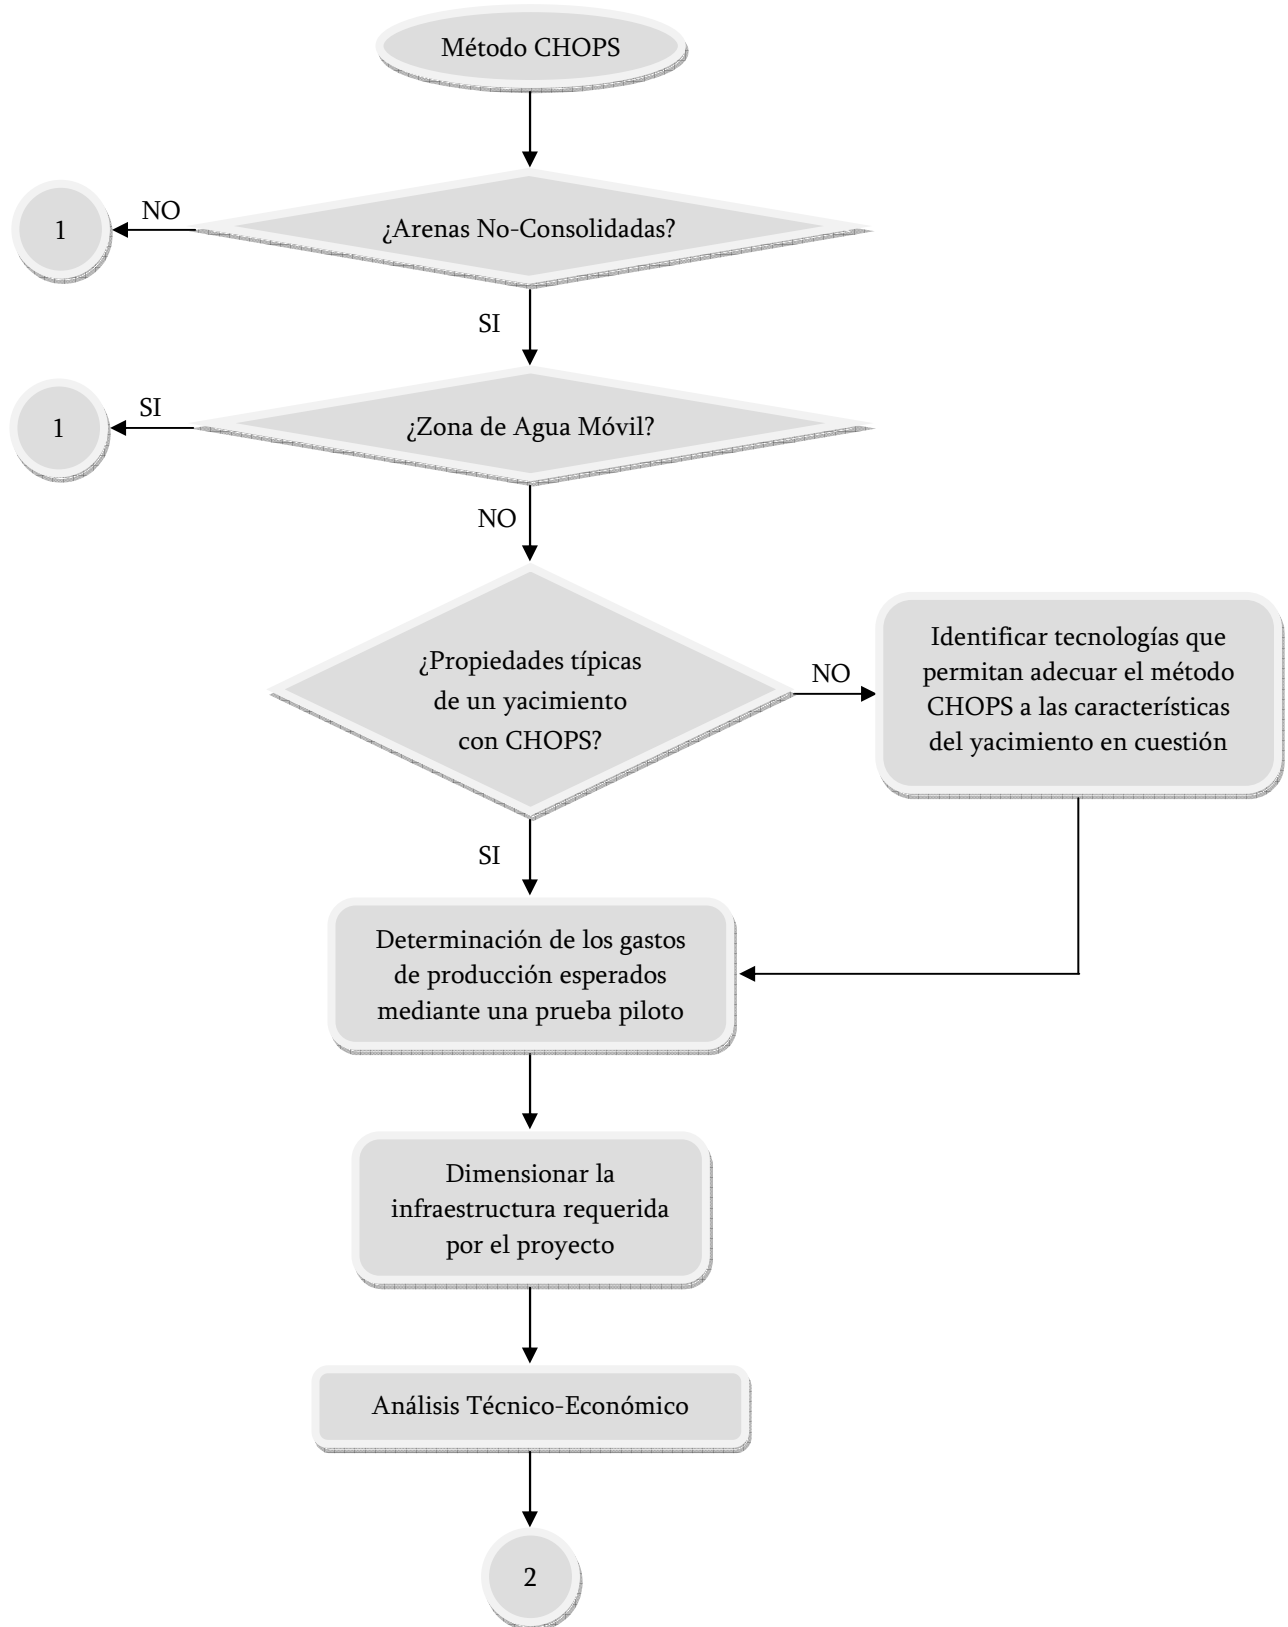 Método CHOPS
¿Arenas No-Consolidadas?
NO
1
SI
¿Zona de Agua Móvil?
SI
1
NO
¿Propiedades típicas
de un yacimiento
con CHOPS?
NO
Identificar tecnologías que
permitan adecuar el método
CHOPS a las características
del yacimiento en cuestión
SI
Determinación de los gastos
de producción esperados
mediante una prueba piloto
Dimensionar la
infraestructura requerida
por el proyecto
Análisis Técnico-Económico
2